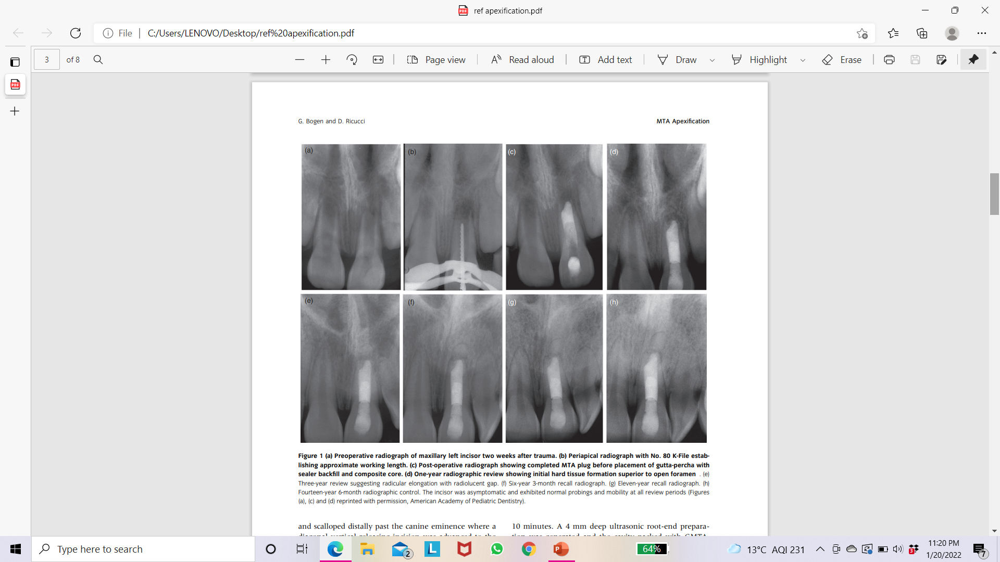 ref apexification.pdf
File
C:/Users/LENOVO/Desktop/ref%20apexification.pdf
3 of 8
Page view
Read aloud
Add text
Draw
Highlight
Erase
G. Bogen and D. Ricucci
MTA Apexification
(a)
(b)
(c)
(d)
(e)
(f)
(g)
(h)
Figure 1 (a) Preoperative radiograph of maxillary left incisor two weeks after trauma. (b) Periapical radiograph with No. 80 K-File estab-
lishing approximate working length. (c) Post-operative radiograph showing completed MTA plug before placement of gutta-percha with
sealer backfill and composite core. (d) One-year radiographic review showing initial hard tissue formation superior to open foramen . (e)
Three-year review suggesting radicular elongation with radiolucent gap. (f) Six-year 3-month recall radiograph. (g) Eleven-year recall radiograph. (h)
Fourteen-year 6-month radiographic control. The incisor was asymptomatic and exhibited normal probings and mobility at all review periods (Figures
(a), (c) and (d) reprinted with permission, American Academy of Pediatric Dentistry).
and scalloped distally past the canine eminence where a
10 minutes. A 4 mm deep ultrasonic root-end prepara-
Type here to search
2
64%
13°C AQI 231
3
11:20 PM
1/20/2022
7